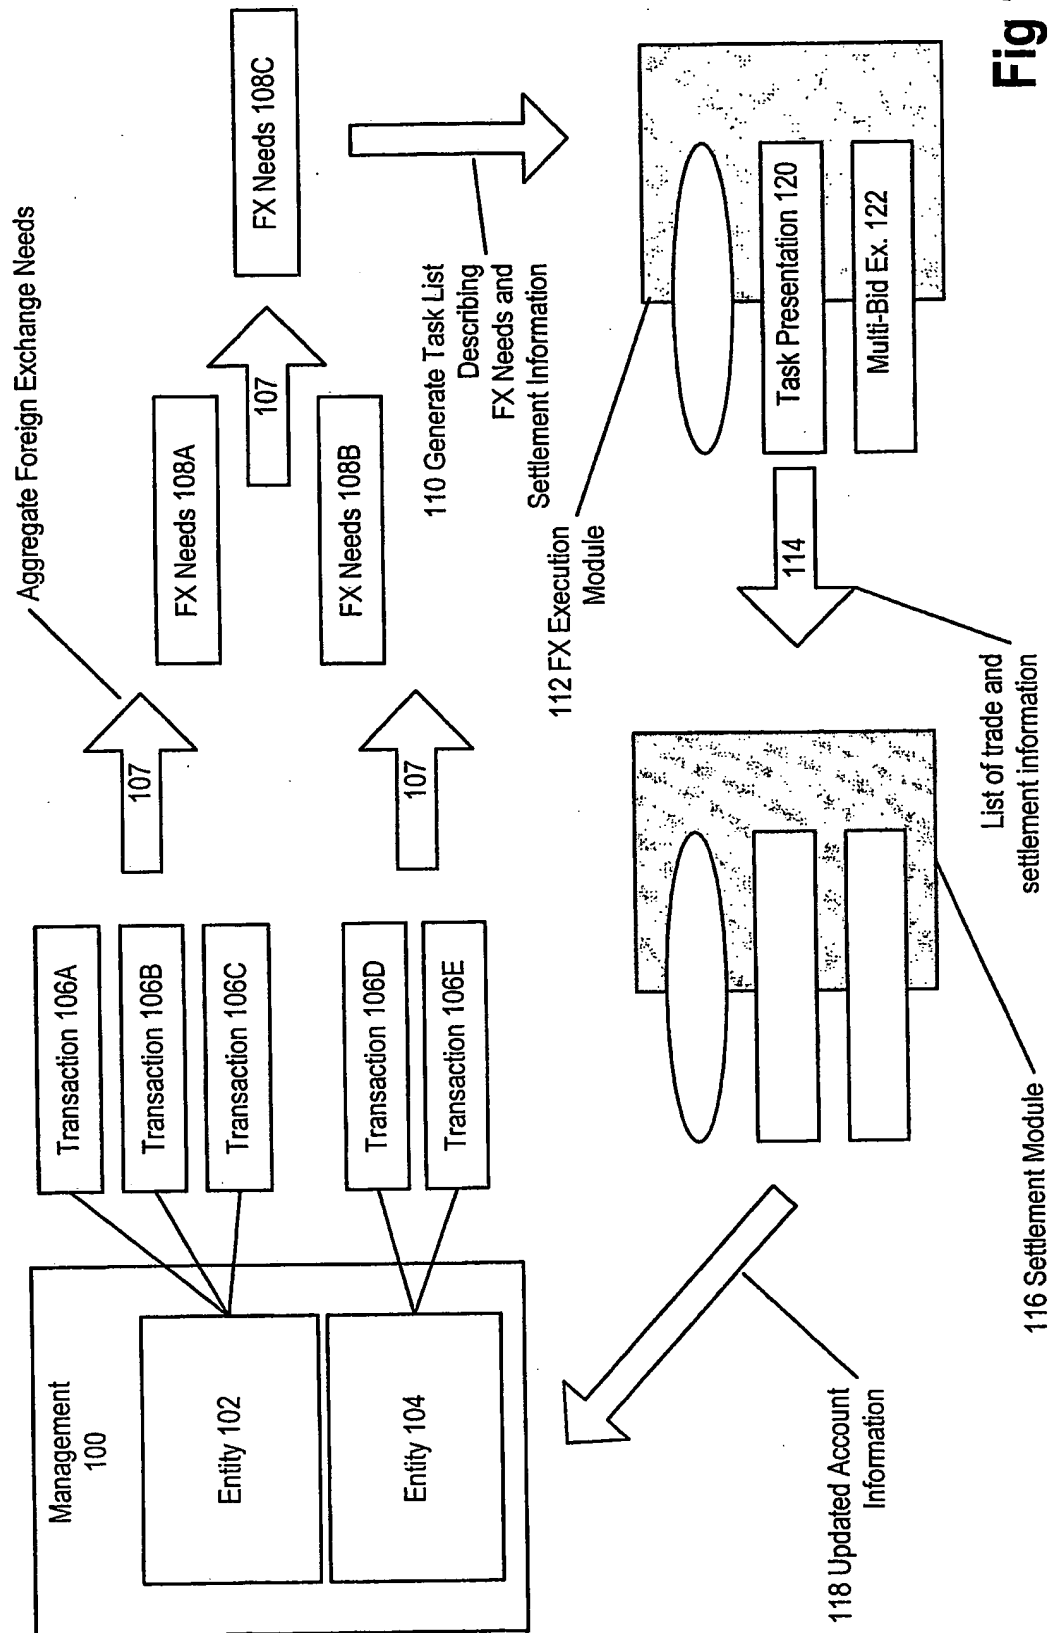 Aggregate Foreign Exchange Needs
Management
100
Entity 102
Entity 104
Transaction 106A
Transaction 106B
Transaction 106C
Transaction 106D
Transaction 106E
107
107
FX Needs 108A
FX Needs 108B
107
FX Needs 108C
110 Generate Task List
Describing
FX Needs and
Settlement Information
112 FX Execution
Module
Task Presentation 120
Multi-Bid Ex. 122
114
List of trade and
settlement information
116 Settlement Module
118 Updated Account
Information
Fig